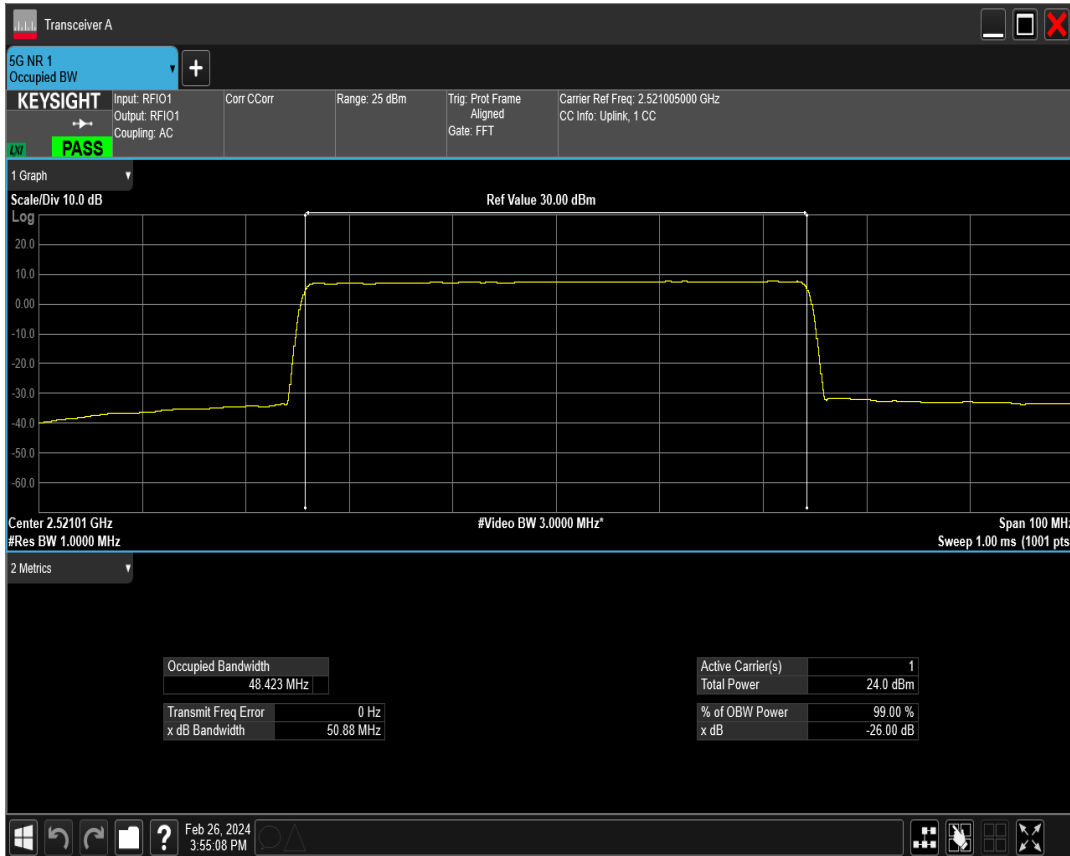 Transceiver A
5G NR 1
Occupied BW
+
KEYSIGHT
LXI
PASS
Input: RFIO1
Output: RFIO1
Coupling: AC
Corr CCorr
Range: 25 dBm
Trig: Prot Frame
Aligned
Gate: FFT
Carrier Ref Freq: 2.521005000 GHz
CC Info: Uplink, 1 CC
1 Graph
Scale/Div 10.0 dB
Ref Value 30.00 dBm
Log
20.0
10.0
0.00
-10.0
-20.0
-30.0
-40.0
-50.0
-60.0
Center 2.52101 GHz
#Video BW 3.0000 MHz*
Span 100 MHz
#Res BW 1.0000 MHz
Sweep 1.00 ms (1001 pts
2 Metrics
Occupied Bandwidth
48.423 MHz
Transmit Freq Error 0 Hz
x dB Bandwidth 50.88 MHz
Active Carrier(s) 1
Total Power 24.0 dBm
% of OBW Power 99.00 %
x dB -26.00 dB
?
Feb 26, 2024
3:55:08 PM